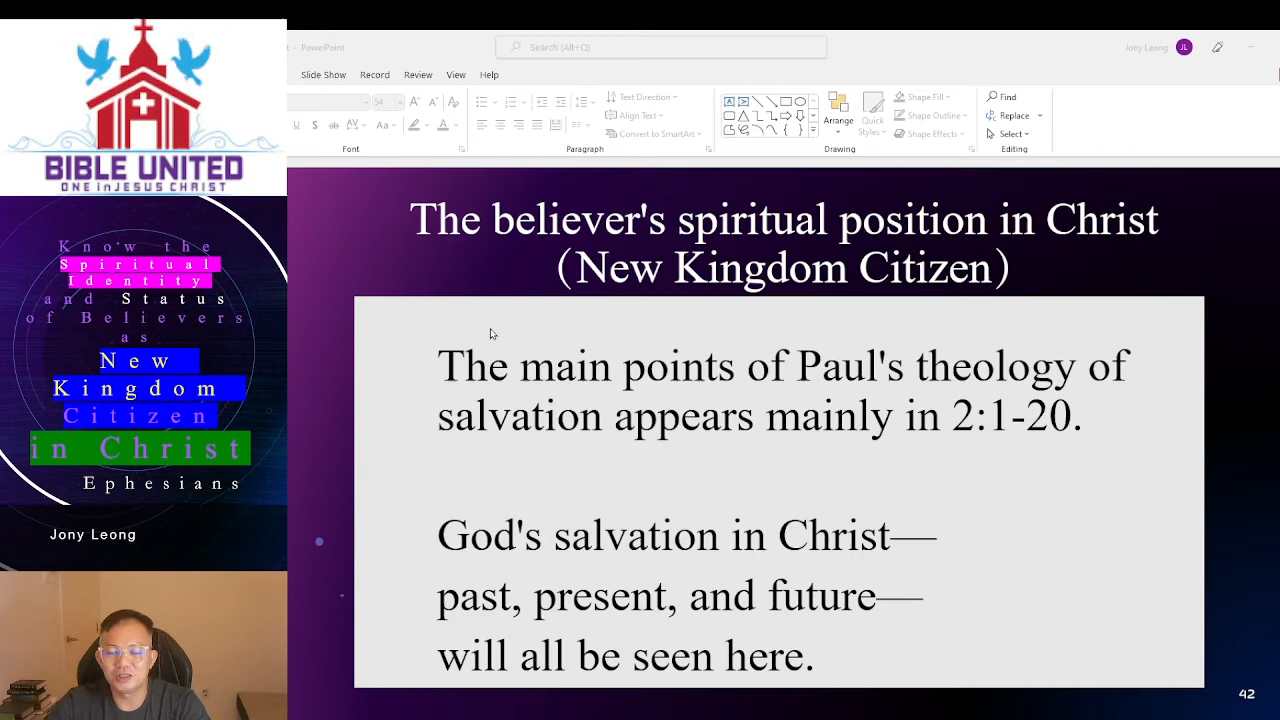 PowerPoint
Search (Alt+Q)
Jony Leong
JL
Slide Show
Record
Review
View
Help
54
Text Direction
Align Text
Convert to SmartArt
Arrange
Quick
Styles
Shape Fill
Shape Outline
Shape Effects
Find
Replace
Select
Font
Paragraph
Drawing
Editing
BIBLE UNITED
ONE inJESUS CHRIST
Know the
Spiritual
Identity
and Status
of Believers
as
New
Kingdom
Citizen
in Christ
Ephesians
Jony Leong
The believer's spiritual position in Christ
(New Kingdom Citizen)
The main points of Paul's theology of
salvation appears mainly in 2:1-20.
God's salvation in Christ—
past, present, and future—
will all be seen here.
42